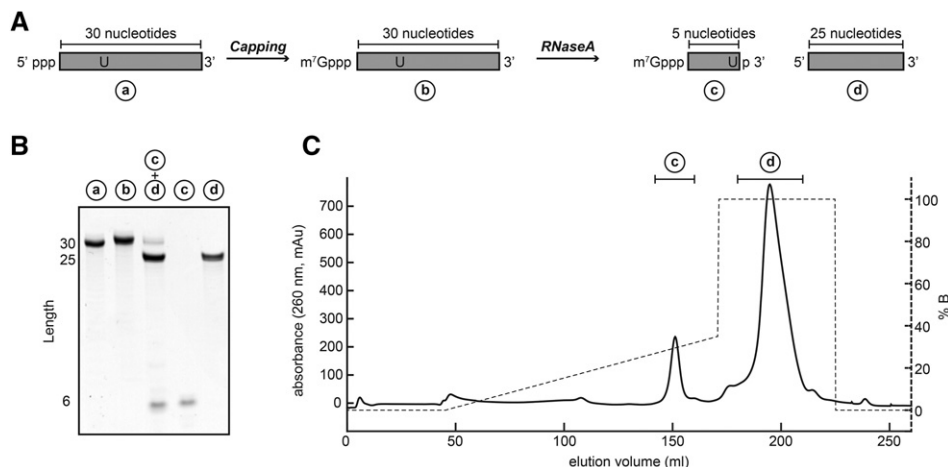 A
30 nucleotides
5' ppp U 3'
a
Capping
30 nucleotides
m⁷Gppp U 3'
b
RNaseA
5 nucleotides
m⁷Gppp U p 3'
c
25 nucleotides
5' 3'
d
B
c
+
a b d c d
30
25
6
Length
C
c d
700
600
500
400
300
200
100
0
absorbance (260 nm, mAu)
100
80
60
40
20
0
% B
0 50 100 150 200 250
elution volume (ml)